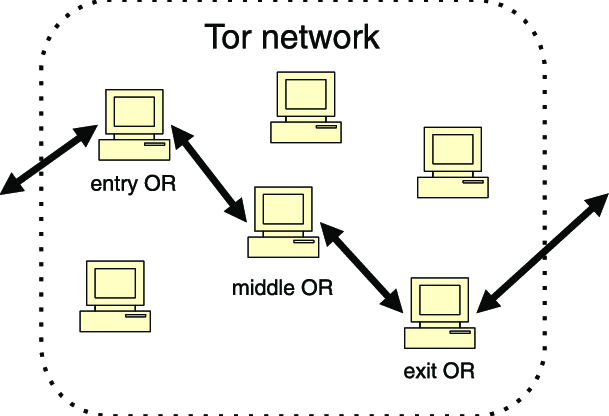 Tor network
entry OR
middle OR
exit OR